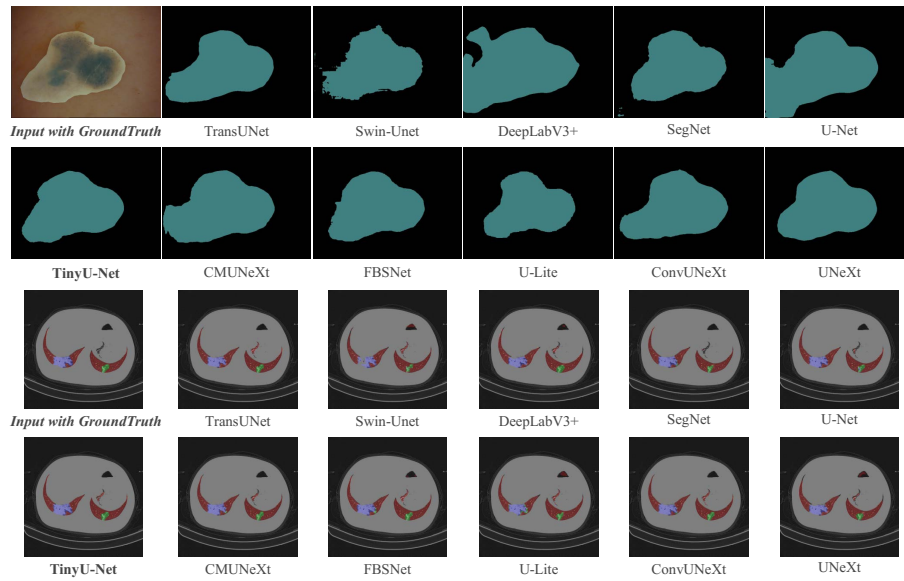 Input with GroundTruth TransUNet Swin-Unet DeepLabV3+ SegNet U-Net
TinyU-Net CMUNeXt FBSNet U-Lite ConvUNeXt UNeXt
Input with GroundTruth TransUNet Swin-Unet DeepLabV3+ SegNet U-Net
TinyU-Net CMUNeXt FBSNet U-Lite ConvUNeXt UNeXt